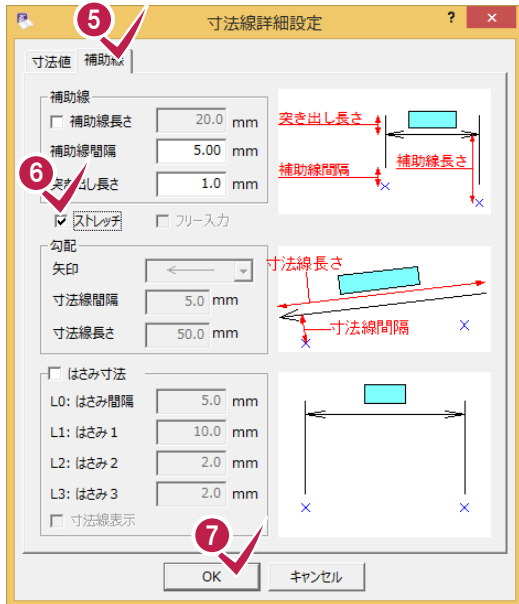 5
寸法線詳細設定 ? ×
寸法値 補助線
補助線
補助線長さ 20.0 mm
補助線間隔 5.00 mm
突き出し長さ 1.0 mm
突き出し長さ
補助線間隔
補助線長さ
6
ストレッチ フリー入力
勾配
矢印
寸法線間隔 5.0 mm
寸法線長さ 50.0 mm
寸法線長さ
寸法線間隔
はさみ寸法
L0: はさみ間隔 5.0 mm
L1: はさみ1 10.0 mm
L2: はさみ2 2.0 mm
L3: はさみ3 2.0 mm
寸法線表示
7
OK キャンセル